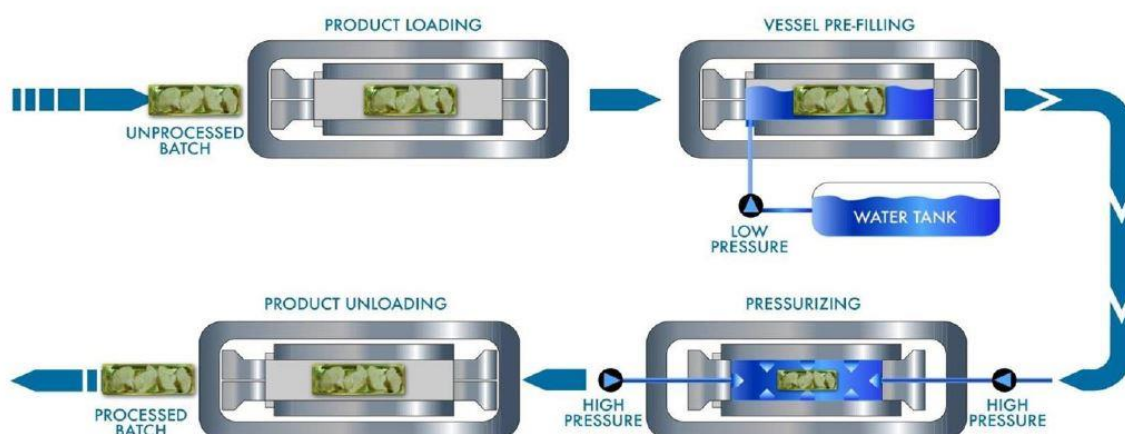 PRODUCT LOADING
VESSEL PRE-FILLING
UNPROCESSED
BATCH
LOW
PRESSURE
WATER TANK
PRODUCT UNLOADING
PRESSURIZING
PROCESSED
BATCH
HIGH
PRESSURE
HIGH
PRESSURE